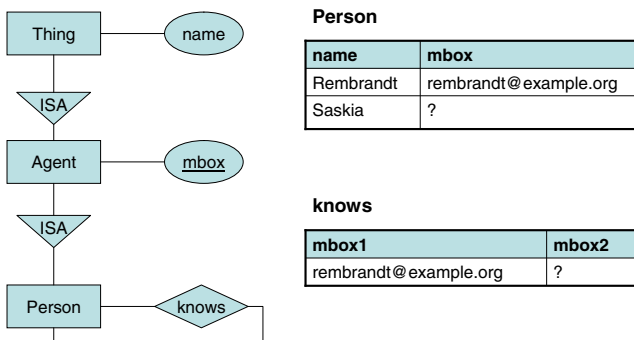 Thing
name
ISA
Agent
mbox
ISA
Person
knows
Person
name mbox
Rembrandt rembrandt@example.org
Saskia ?
knows
mbox1 mbox2
rembrandt@example.org ?